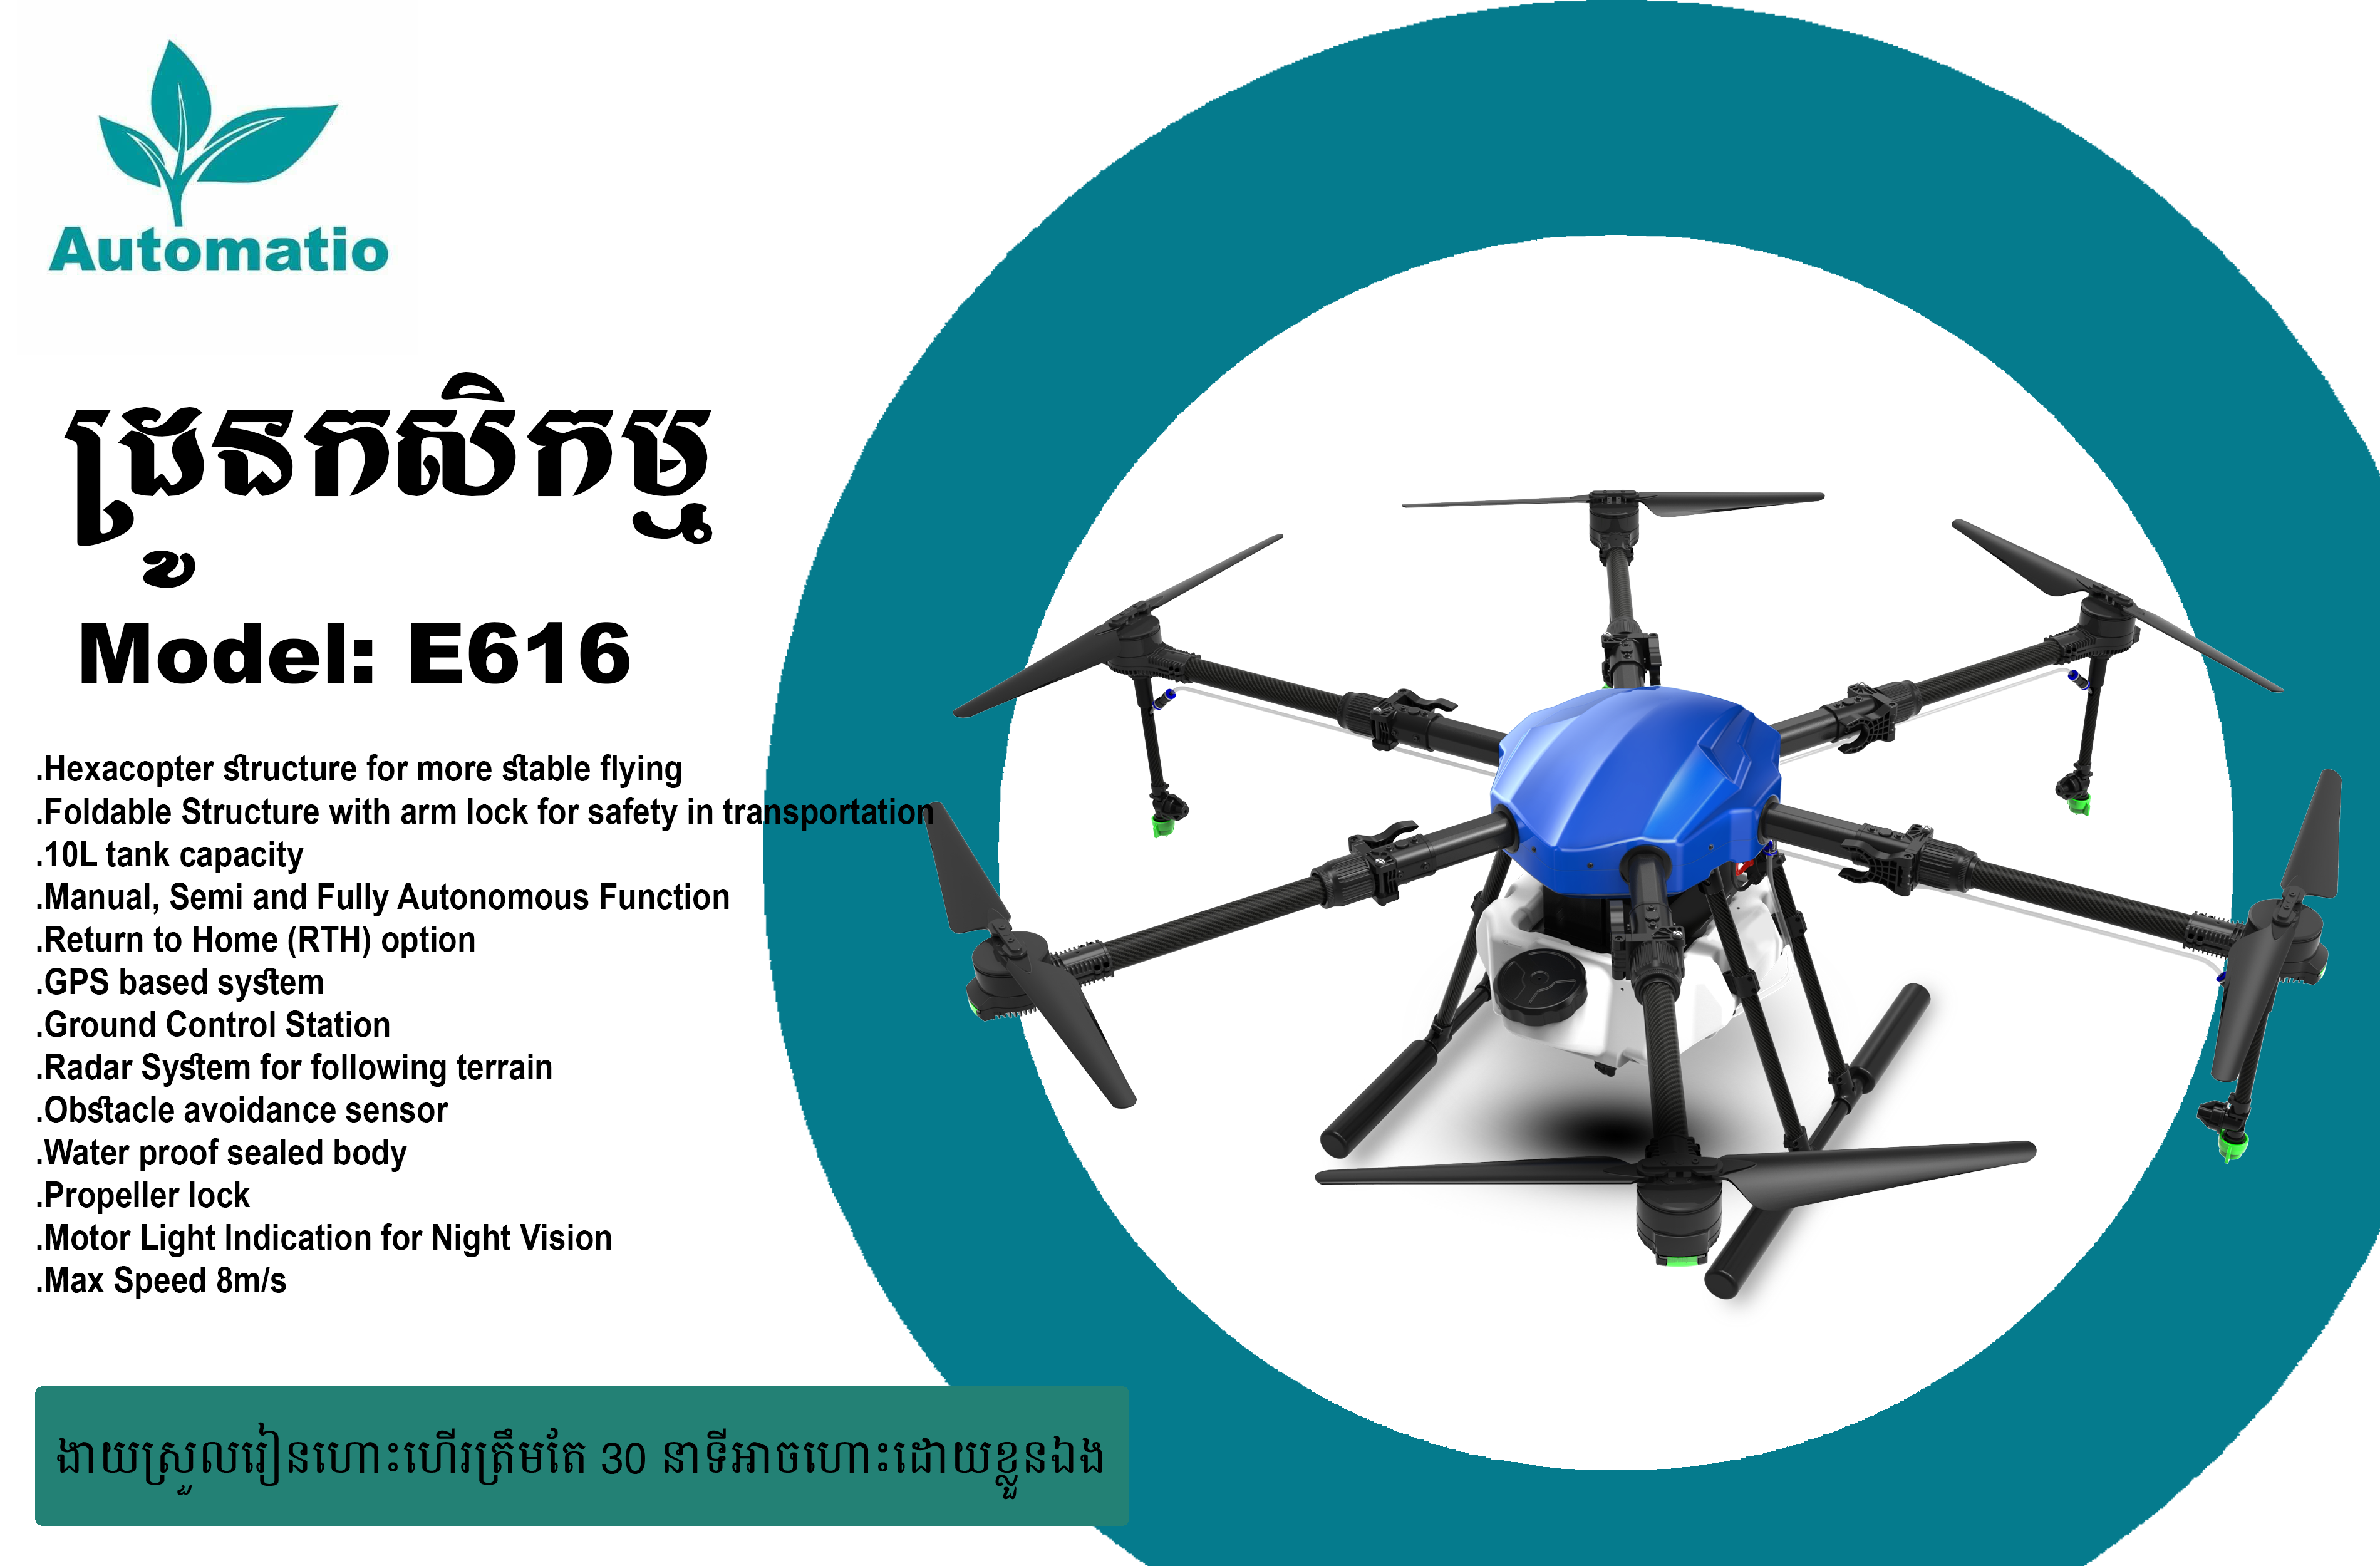 Automatio
ដ្រូនកសិកម្ម
Model: E616
.Hexacopter structure for more stable flying
.Foldable Structure with arm lock for safety in transportation
.10L tank capacity
.Manual, Semi and Fully Autonomous Function
.Return to Home (RTH) option
.GPS based system
.Ground Control Station
.Radar System for following terrain
.Obstacle avoidance sensor
.Water proof sealed body
.Propeller lock
.Motor Light Indication for Night Vision
.Max Speed 8m/s
ងាយស្រួលរៀនហោះហើរត្រឹមតែ 30 នាទីអាចហោះដោយខ្លួនឯង